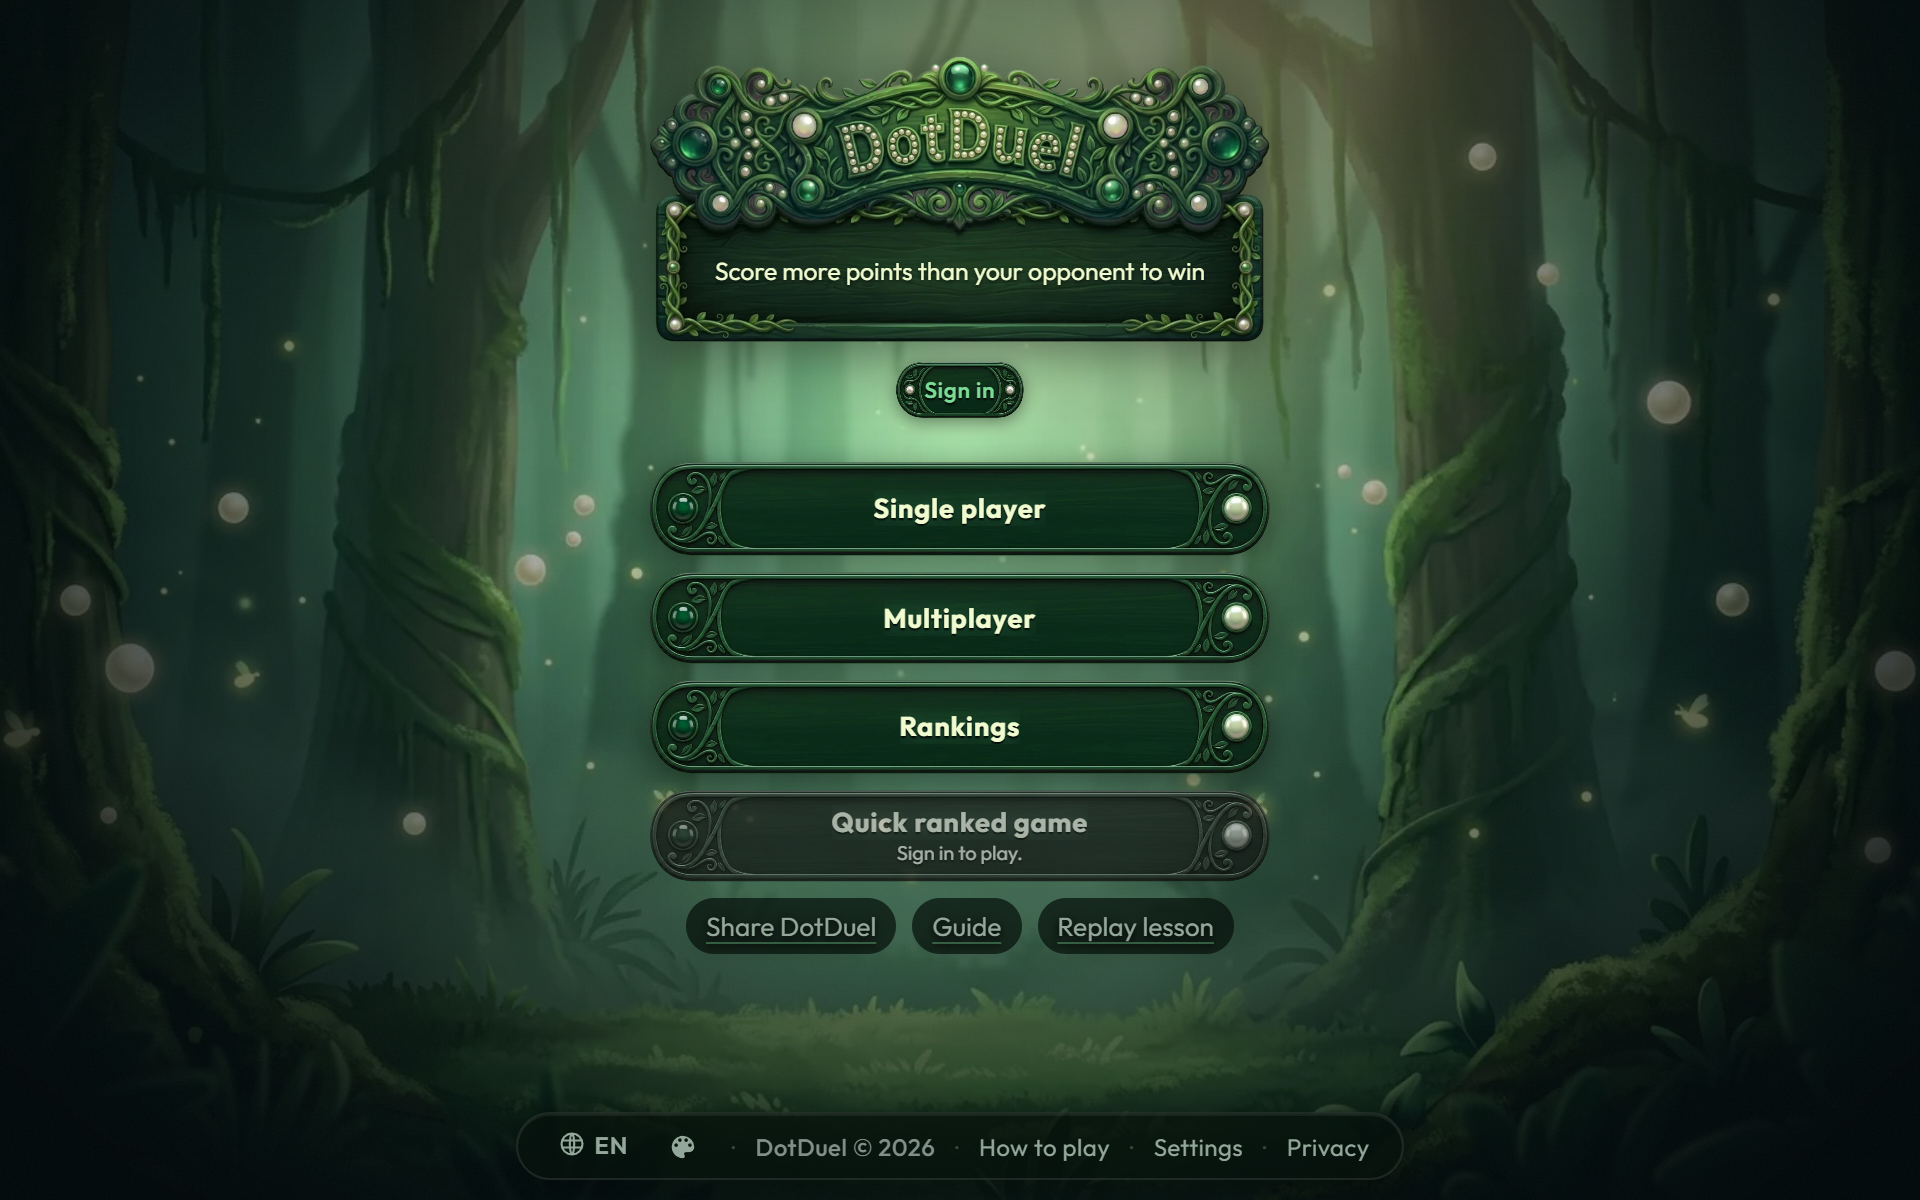 DotDuel
Score more points than your opponent to win
Sign in
Single player
Multiplayer
Rankings
Quick ranked game
Sign in to play.
Share DotDuel Guide Replay lesson
EN · DotDuel © 2026 · How to play · Settings · Privacy